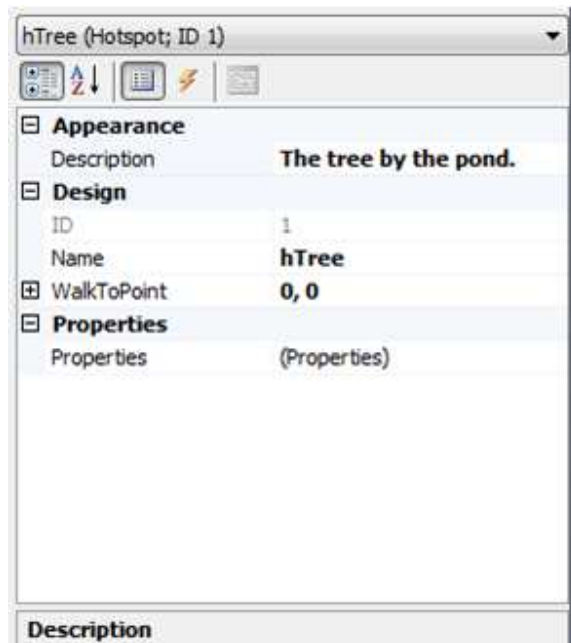 hTree (Hotspot; ID 1)
A
Z
Appearance
Description The tree by the pond.
Design
ID 1
Name hTree
WalkToPoint 0, 0
Properties
Properties (Properties)
Description